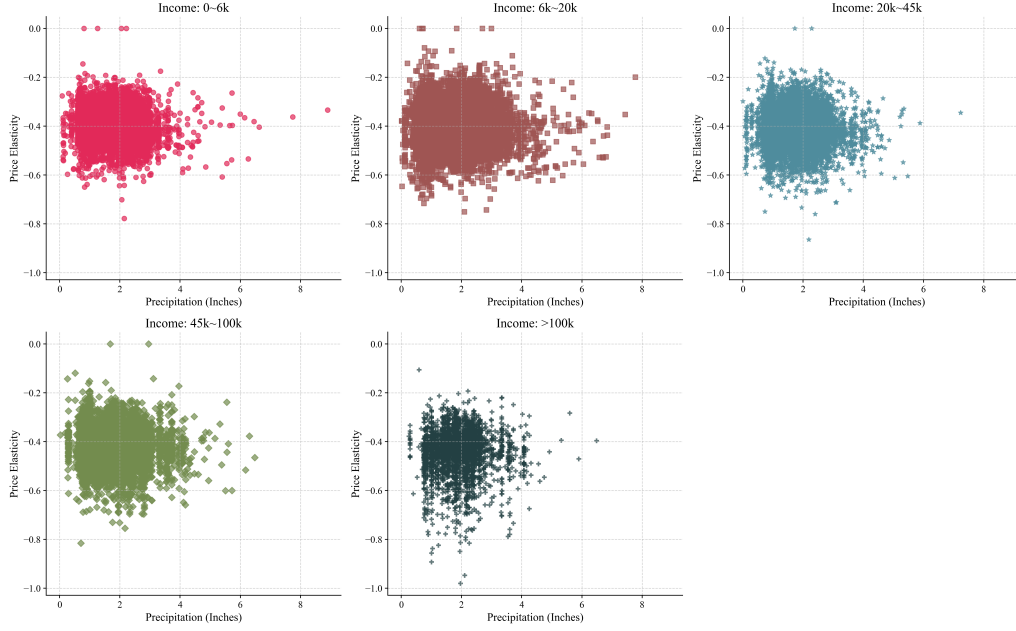 Income: 0~6k
0.0
−0.2
−0.4
−0.6
−0.8
−1.0
Price Elasticity
0 2 4 6 8
Precipitation (Inches)
Income: 6k~20k
0.0
−0.2
−0.4
−0.6
−0.8
−1.0
Price Elasticity
0 2 4 6 8
Precipitation (Inches)
Income: 20k~45k
0.0
−0.2
−0.4
−0.6
−0.8
−1.0
Price Elasticity
0 2 4 6 8
Precipitation (Inches)
Income: 45k~100k
0.0
−0.2
−0.4
−0.6
−0.8
−1.0
Price Elasticity
0 2 4 6 8
Precipitation (Inches)
Income: >100k
0.0
−0.2
−0.4
−0.6
−0.8
−1.0
Price Elasticity
0 2 4 6 8
Precipitation (Inches)